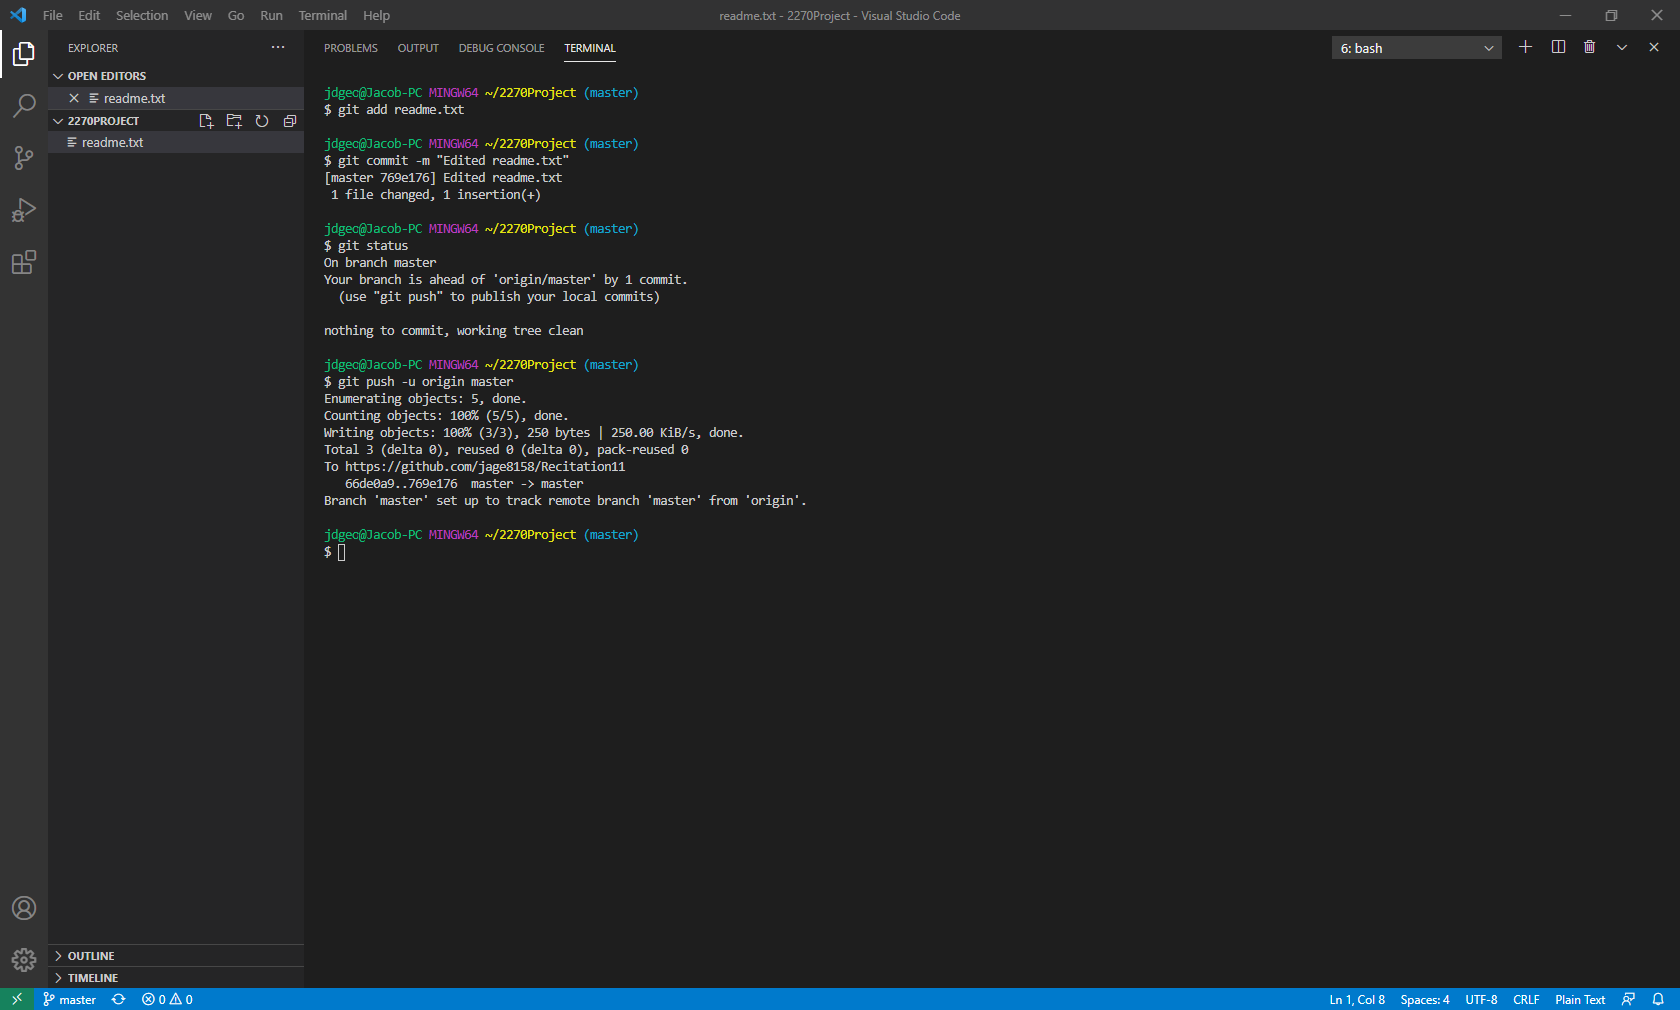 File Edit Selection View Go Run Terminal Help
readme.txt - 2270Project - Visual Studio Code
EXPLORER
OPEN EDITORS
readme.txt
2270PROJECT
readme.txt
OUTLINE
TIMELINE
PROBLEMS OUTPUT DEBUG CONSOLE TERMINAL
6: bash
jdgec@Jacob-PC MINGW64 ~/2270Project (master)
$ git add readme.txt
jdgec@Jacob-PC MINGW64 ~/2270Project (master)
$ git commit -m "Edited readme.txt"
[master 769e176] Edited readme.txt
1 file changed, 1 insertion(+)
jdgec@Jacob-PC MINGW64 ~/2270Project (master)
$ git status
On branch master
Your branch is ahead of 'origin/master' by 1 commit.
(use "git push" to publish your local commits)
nothing to commit, working tree clean
jdgec@Jacob-PC MINGW64 ~/2270Project (master)
$ git push -u origin master
Enumerating objects: 5, done.
Counting objects: 100% (5/5), done.
Writing objects: 100% (3/3), 250 bytes | 250.00 KiB/s, done.
Total 3 (delta 0), reused 0 (delta 0), pack-reused 0
To https://github.com/jage8158/Recitation11
66de0a9..769e176  master -> master
Branch 'master' set up to track remote branch 'master' from 'origin'.
jdgec@Jacob-PC MINGW64 ~/2270Project (master)
$
master 0 0
Ln 1, Col 8 Spaces: 4 UTF-8 CRLF Plain Text